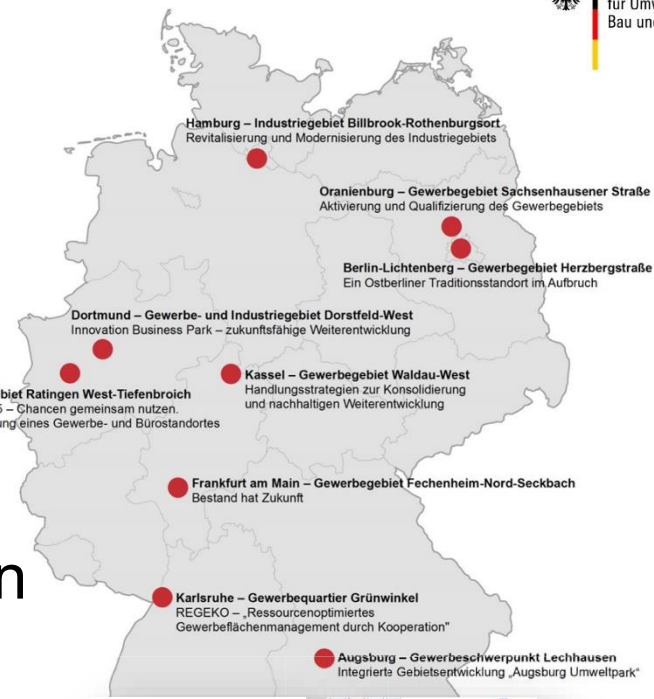 für Umw
Bau un
Hamburg – Industriegebiet Billbrook-Rothenburgsort
Revitalisierung und Modernisierung des Industriegebiets
Oranienburg – Gewerbegebiet Sachsenhausener Straße
Aktivierung und Qualifizierung des Gewerbegebiets
Berlin-Lichtenberg – Gewerbegebiet Herzbergstraße
Ein Ostberliner Traditionsstandort im Aufbruch
Dortmund – Gewerbe- und Industriegebiet Dorstfeld-West
Innovation Business Park – zukunftsfähige Weiterentwicklung
Kassel – Gewerbegebiet Waldau-West
Handlungsstrategien zur Konsolidierung
und nachhaltigen Weiterentwicklung
biet Ratingen West-Tiefenbroich
– Chancen gemeinsam nutzen.
ung eines Gewerbe- und Bürostandortes
Frankfurt am Main – Gewerbegebiet Fechenheim-Nord-Seckbach
Bestand hat Zukunft
n
Karlsruhe – Gewerbequartier Grünwinkel
REGEKO – „Ressourcenoptimiertes
Gewerbeflächenmanagement durch Kooperation"
Augsburg – Gewerbeschwerpunkt Lechhausen
Integrierte Gebietsentwicklung „Augsburg Umweltpark“